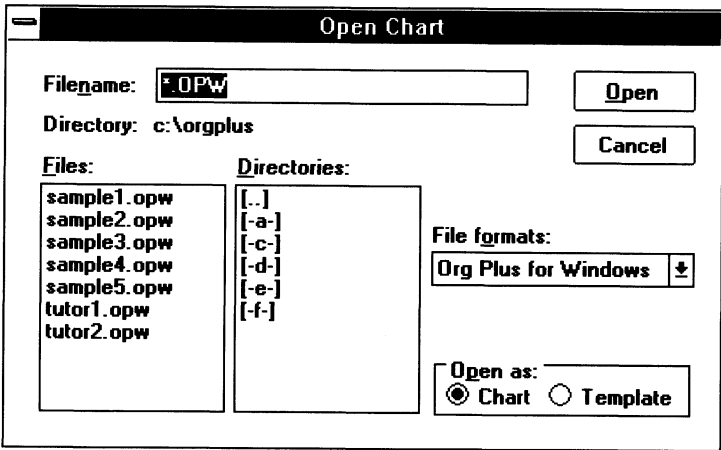 Open Chart
Filename: *.OPW
Open
Directory: c:\orgplus
Cancel
Files:
sample1.opw
sample2.opw
sample3.opw
sample4.opw
sample5.opw
tutor1.opw
tutor2.opw
Directories:
[..]
[-a-]
[-c-]
[-d-]
[-e-]
[-f-]
File formats:
Org Plus for Windows
Open as:
Chart Template